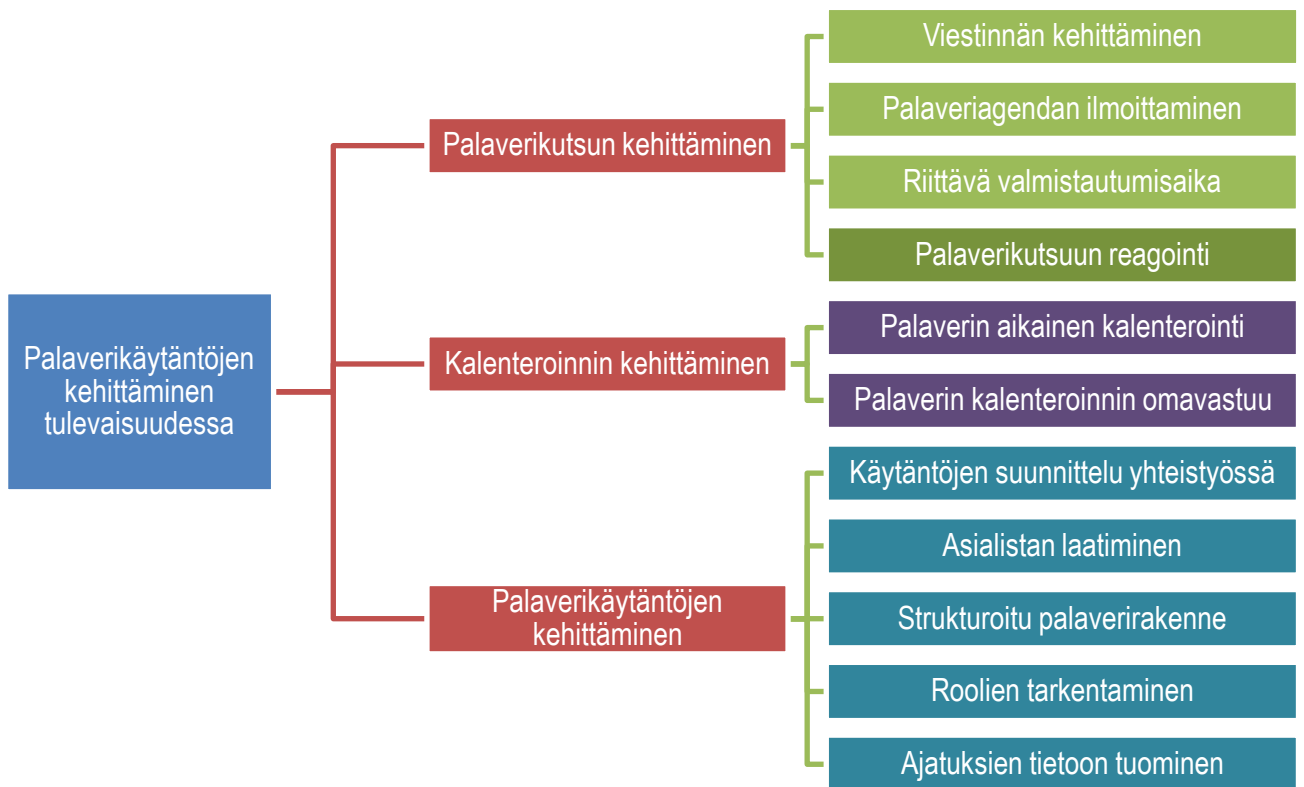 Palaverikäytäntöjen
kehittäminen
tulevaisuudessa
Palaverikutsun kehittäminen
Viestinnän kehittäminen
Palaveriagendan ilmoittaminen
Riittävä valmistautumisaika
Palaverikutsuun reagointi
Kalenteroinnin kehittäminen
Palaverin aikainen kalenterointi
Palaverin kalenteroinnin omavastuu
Palaverikäytäntöjen
kehittäminen
Käytäntöjen suunnittelu yhteistyössä
Asialistan laatiminen
Strukturoitu palaverirakenne
Roolien tarkentaminen
Ajatuksien tietoon tuominen